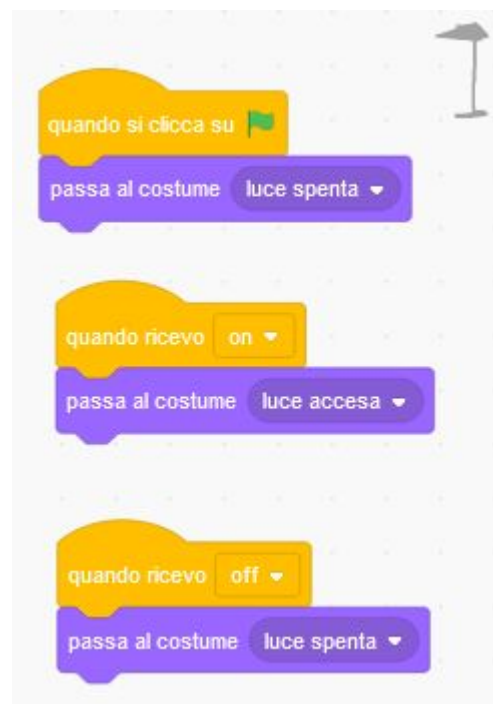 quando si clicca su
passa al costume luce spenta
quando ricevo on
passa al costume luce accesa
quando ricevo off
passa al costume luce spenta